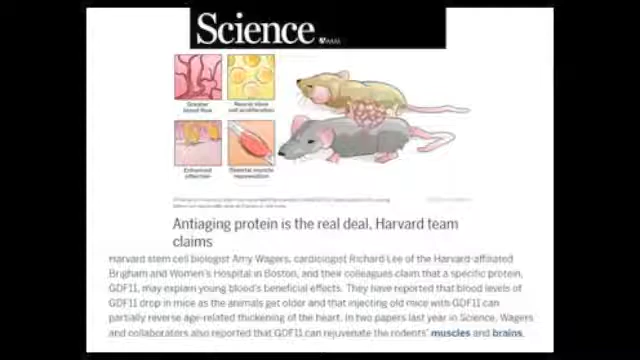 Science
AAAS
Greater
blood flow
Neural stem
cell proliferation
Enhanced
olfaction
Skeletal muscle
rejuvenation
Antiaging protein is the real deal, Harvard team
claims
Harvard stem cell biologist Amy Wagers, cardiologist Richard Lee of the Harvard-affiliated
Brigham and Women's Hospital in Boston, and their colleagues claim that a specific protein,
GDF11, may explain young blood's beneficial effects. They have reported that blood levels of
GDF11 drop in mice as the animals get older and that injecting old mice with GDF11 can
partially reverse age-related thickening of the heart. In two papers last year in Science, Wagers
and collaborators also reported that GDF11 can rejuvenate the rodents' muscles and brains.